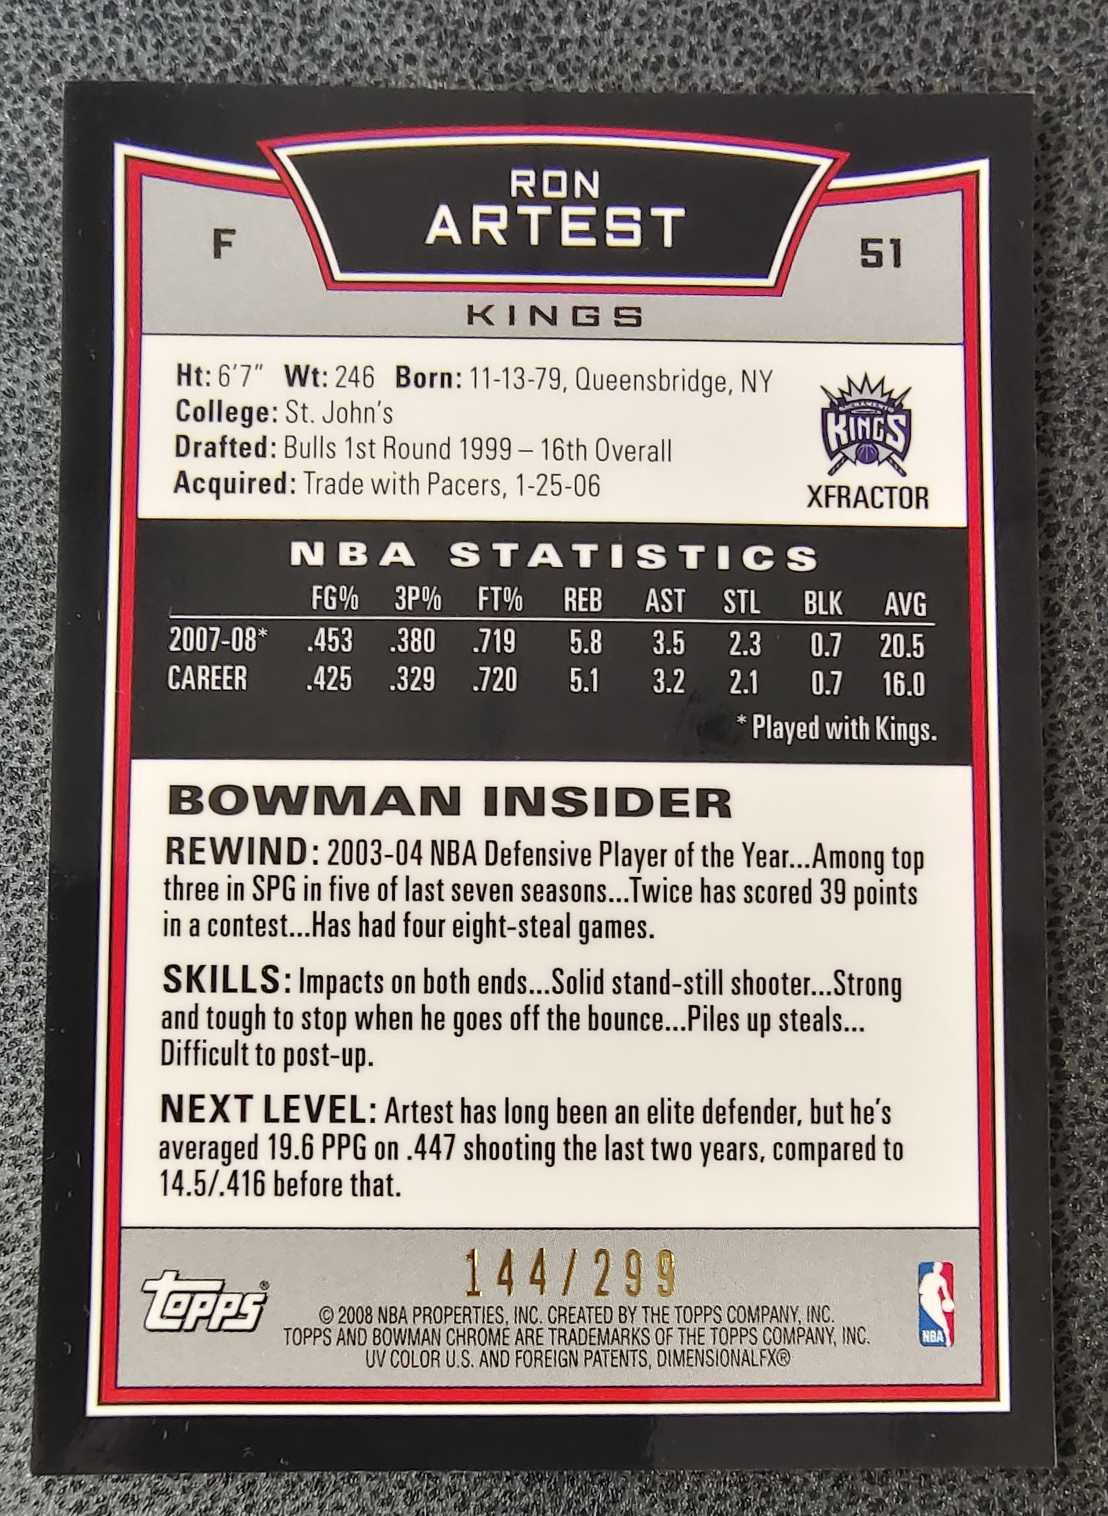 RON
ARTEST
F
51
KINGS
Ht: 6'7" Wt: 246 Born: 11-13-79, Queensbridge, NY
College: St. John's
Drafted: Bulls 1st Round 1999 – 16th Overall
Acquired: Trade with Pacers, 1-25-06
SACRAMENTO
KINGS
XFRACTOR
NBA STATISTICS
FG% 3P% FT% REB AST STL BLK AVG
2007-08* .453 .380 .719 5.8 3.5 2.3 0.7 20.5
CAREER .425 .329 .720 5.1 3.2 2.1 0.7 16.0
* Played with Kings.
BOWMAN INSIDER
REWIND: 2003-04 NBA Defensive Player of the Year...Among top
three in SPG in five of last seven seasons...Twice has scored 39 points
in a contest...Has had four eight-steal games.
SKILLS: Impacts on both ends...Solid stand-still shooter...Strong
and tough to stop when he goes off the bounce...Piles up steals...
Difficult to post-up.
NEXT LEVEL: Artest has long been an elite defender, but he's
averaged 19.6 PPG on .447 shooting the last two years, compared to
14.5/.416 before that.
144/299
Topps®
© 2008 NBA PROPERTIES, INC. CREATED BY THE TOPPS COMPANY, INC.
TOPPS AND BOWMAN CHROME ARE TRADEMARKS OF THE TOPPS COMPANY, INC.
UV COLOR U.S. AND FOREIGN PATENTS, DIMENSIONALFX®
NBA